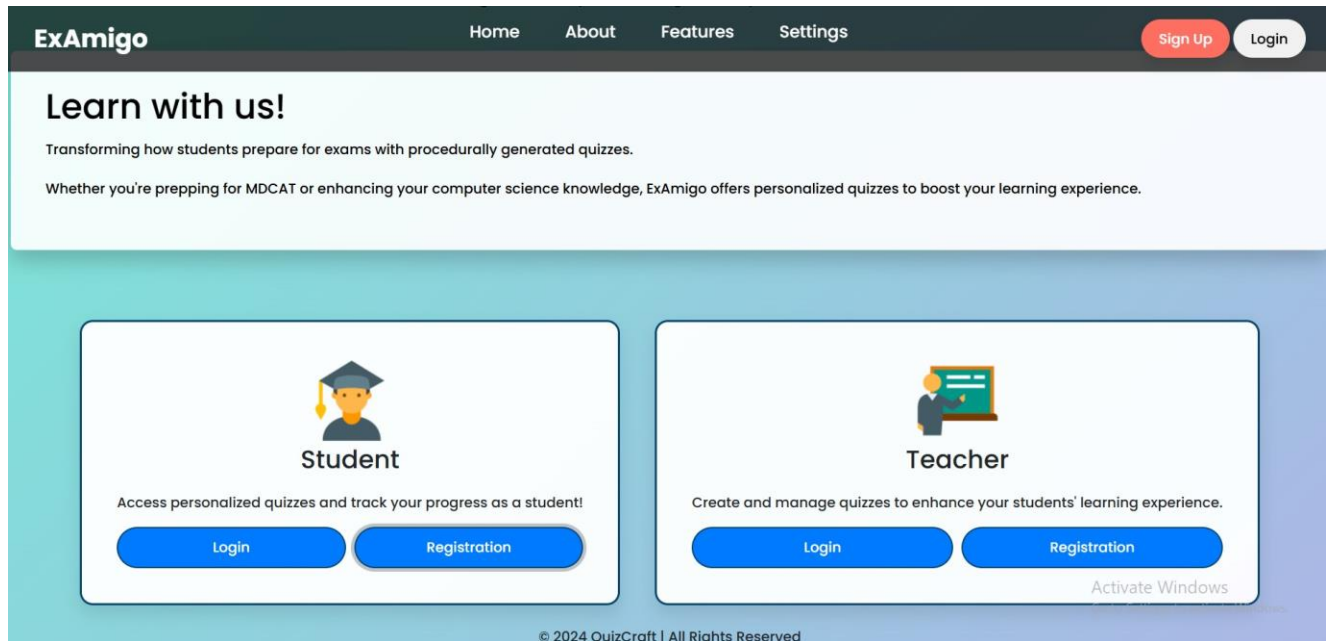 ExAmigo
Home About Features Settings
Sign Up Login
Learn with us!
Transforming how students prepare for exams with procedurally generated quizzes.
Whether you're prepping for MDCAT or enhancing your computer science knowledge, ExAmigo offers personalized quizzes to boost your learning experience.
Student
Access personalized quizzes and track your progress as a student!
Login Registration
Teacher
Create and manage quizzes to enhance your students' learning experience.
Login Registration
Activate Windows
© 2024 QuizCraft | All Rights Reserved